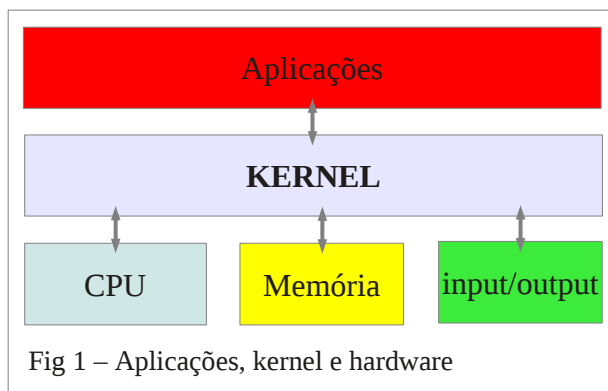 Aplicações
KERNEL
CPU
Memória
input/output
Fig 1 – Aplicações, kernel e hardware